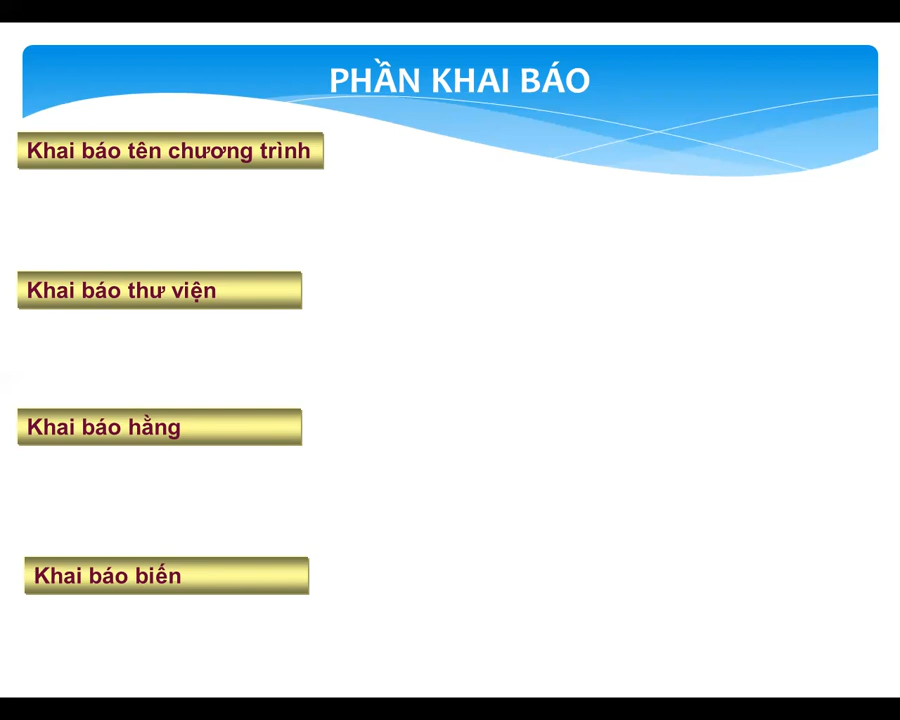 PHẦN KHAI BÁO
Khai báo tên chương trình
Khai báo thư viện
Khai báo hằng
Khai báo biến